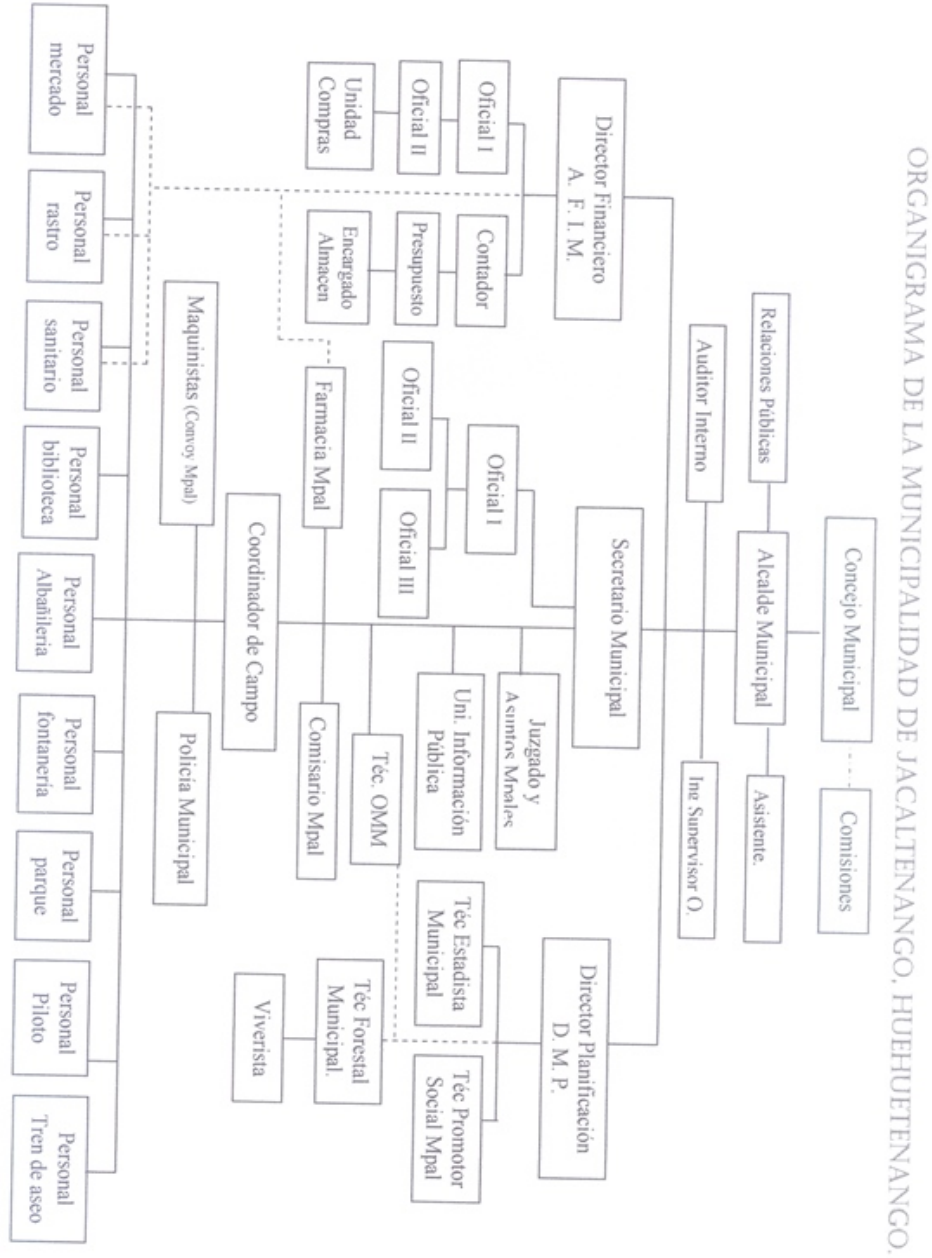 ORGANIGRAMA DE LA MUNICIPALIDAD DE JACALTENANGO, HUEHUETENANGO.
Concejo Municipal
Comisiones
Relaciones Públicas
Alcalde Municipal
Asistente.
Auditor Interno
Ing Supervisor O.
Director Financiero
A. F. I. M.
Secretario Municipal
Director Planificación
D. M. P.
Oficial I
Contador
Oficial II
Presupuesto
Unidad
Compras
Encargado
Almacen
Oficial I
Oficial II
Oficial III
Juzgado y
Asuntos Mpales
Uni. Información
Pública
Téc. OMM
Téc Estadista
Municipal
Téc Promotor
Social Mpal
Farmacia Mpal
Comisario Mpal
Téc Forestal
Municipal.
Viverista
Coordinador de Campo
Maquinistas (Convoy Mpal)
Policía Municipal
Personal
mercado
Personal
rastro
Personal
sanitario
Personal
biblioteca
Personal
Albañileria
Personal
fontanería
Personal
parque
Personal
Piloto
Personal
Tren de aseo